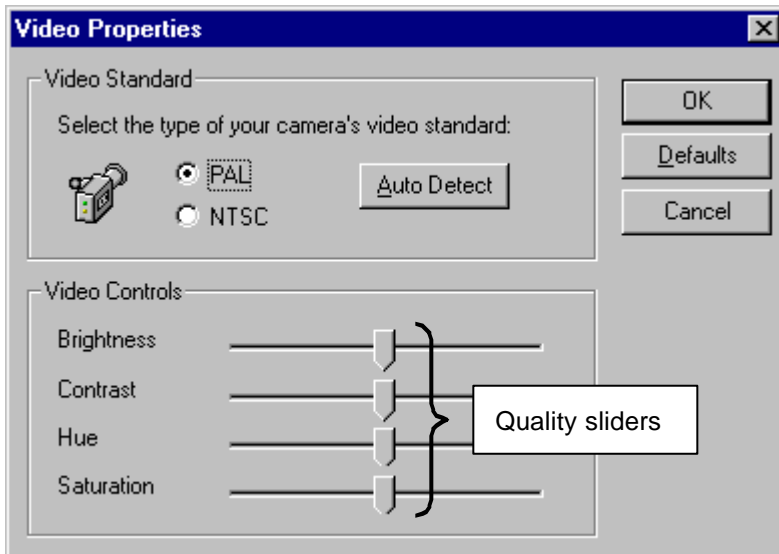 Video Properties
Video Standard
Select the type of your camera's video standard:
PAL
NTSC
Auto Detect
OK
Defaults
Cancel
Video Controls
Brightness
Contrast
Hue
Saturation
Quality sliders